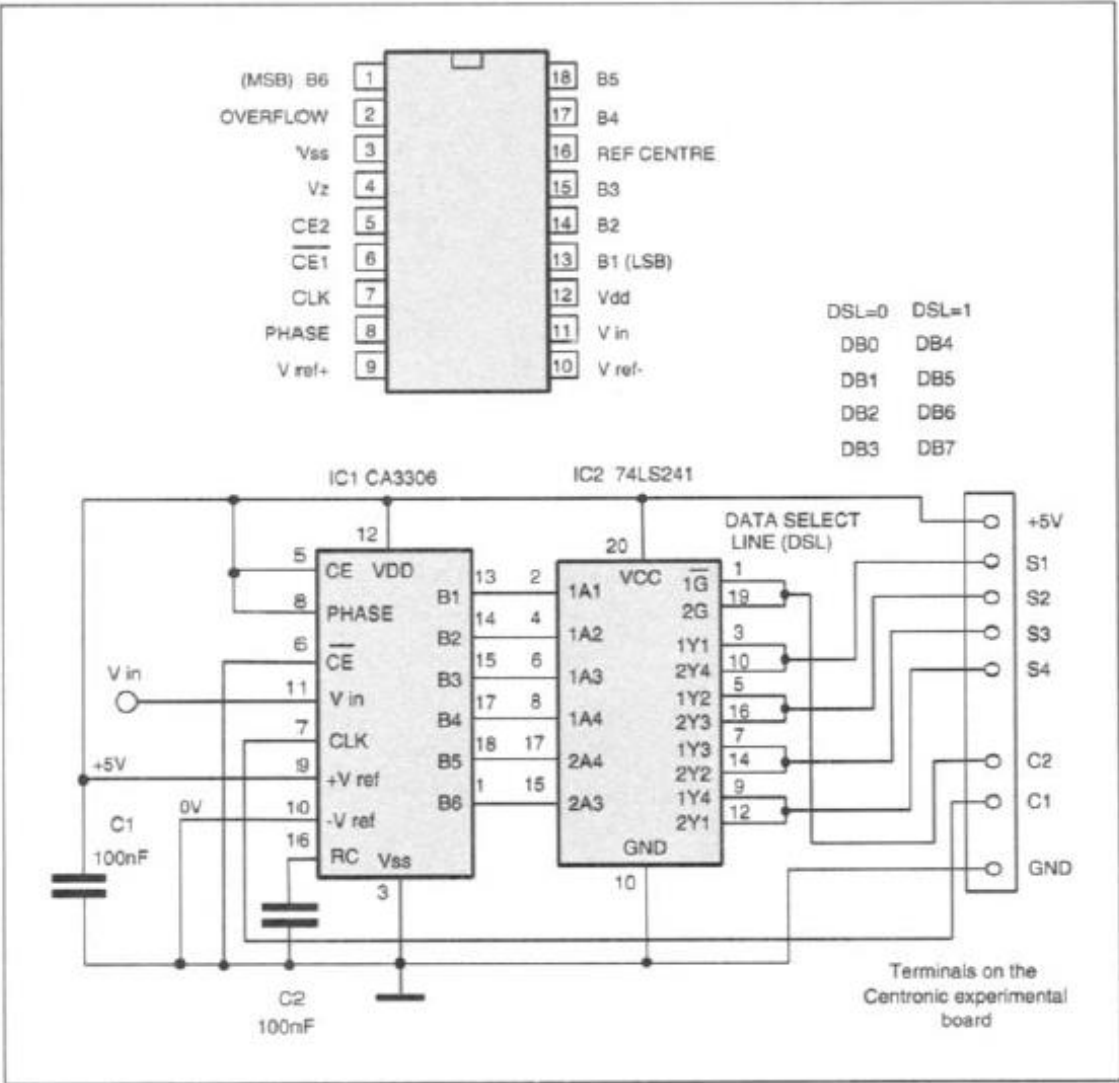 (MSB) B6 1
OVERFLOW 2
'Vss 3
Vz 4
CE2 5
CE1 6
CLK 7
PHASE 8
V ref+ 9
18 B5
17 B4
16 REF CENTRE
15 B3
14 B2
13 B1 (LSB)
12 Vdd
11 V in
10 V ref-
DSL=0 DSL=1
DB0 DB4
DB1 DB5
DB2 DB6
DB3 DB7
IC1 CA3306
IC2 74LS241
DATA SELECT
LINE (DSL)
12
5
CE VDD
8
PHASE
6
CE
V in
11
V in
7
CLK
+5V
9
+V ref
0V
10
-V ref
16
RC Vss
3
C1
100nF
C2
100nF
B1 13
B2 14
B3 15
B4 17
B5 18
B6 1
20
VCC
2 1A1
4 1A2
6 1A3
8 1A4
17 2A4
15 2A3
1G 1
2G 19
1Y1 3
2Y4 10
1Y2 5
2Y3 16
1Y3 7
2Y2 14
1Y4 9
2Y1 12
GND
10
+5V
S1
S2
S3
S4
C2
C1
GND
Terminals on the
Centronic experimental
board